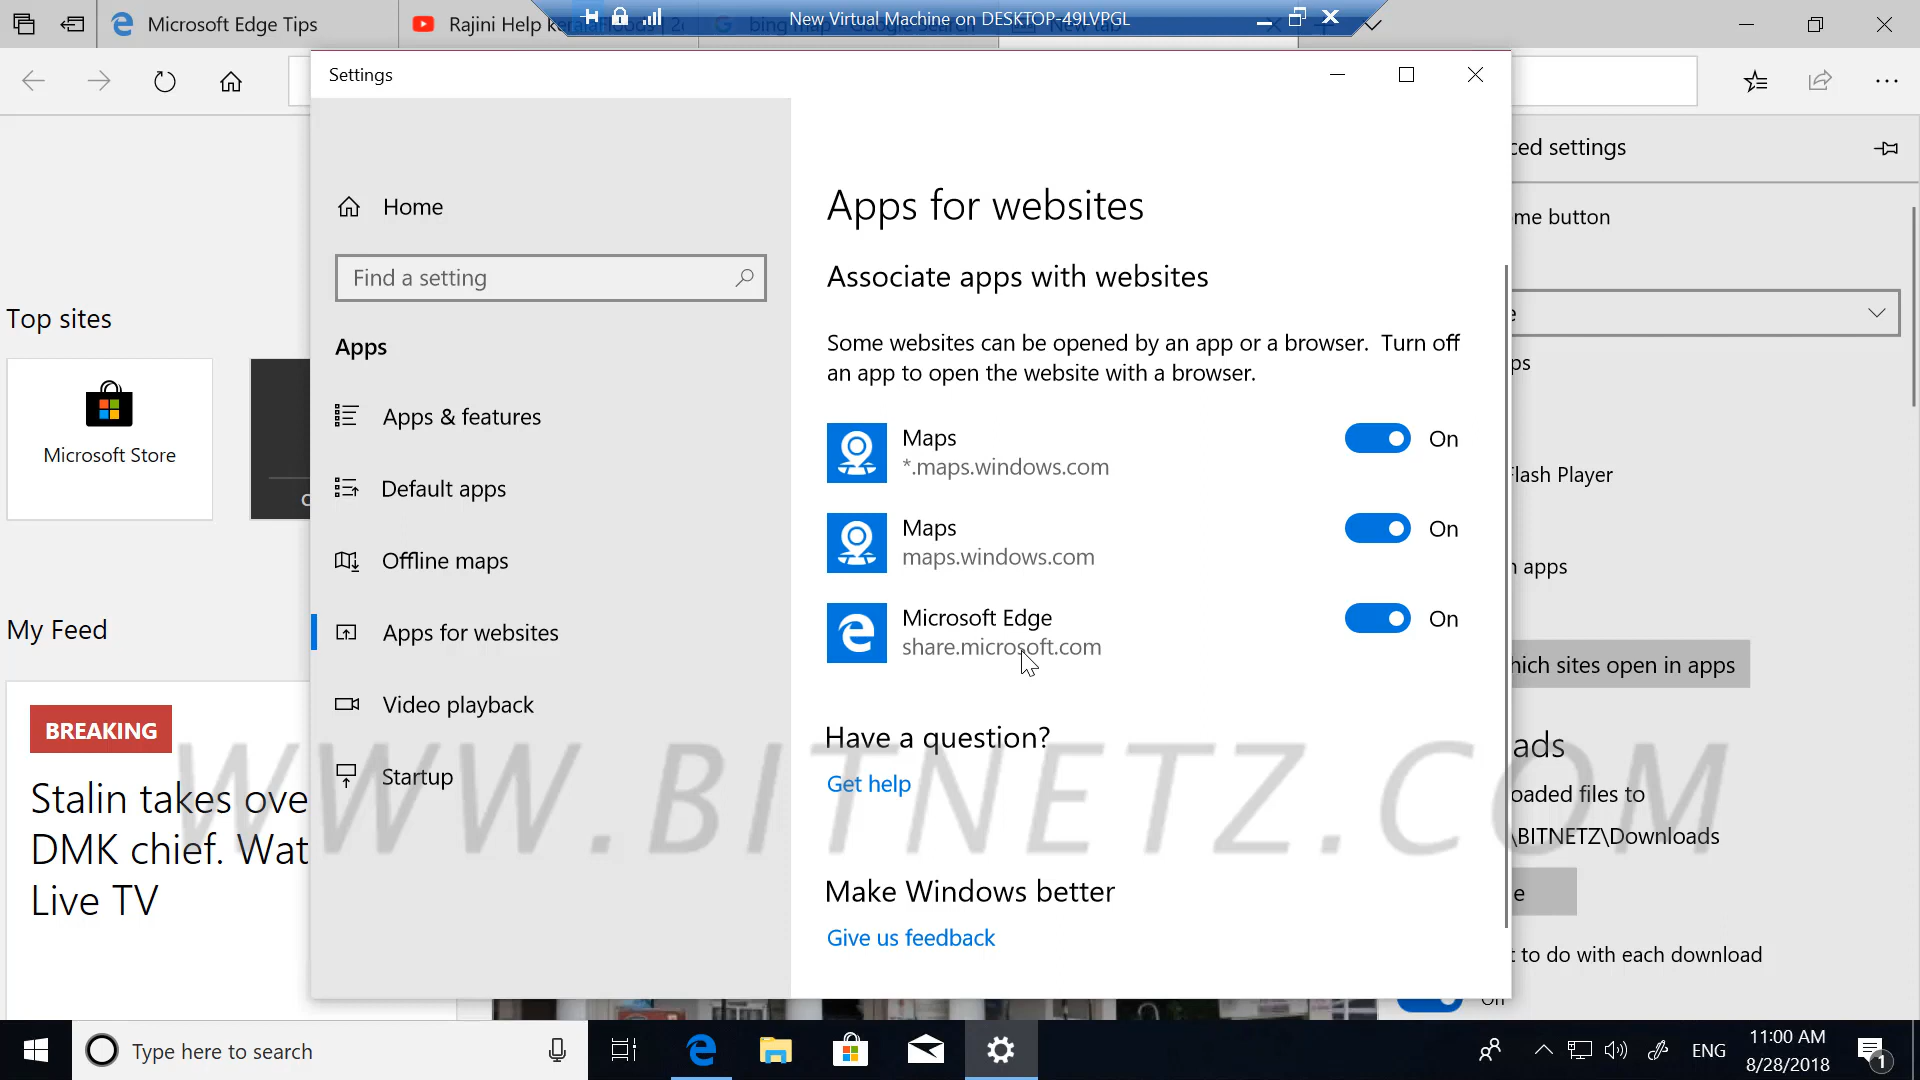 Microsoft Edge Tips
Rajini Help
New Virtual Machine on DESKTOP-49LVPGL
Settings
Home
Find a setting
Apps
Apps & features
Default apps
Offline maps
Apps for websites
Video playback
Startup
Apps for websites
Associate apps with websites
Some websites can be opened by an app or a browser. Turn off
an app to open the website with a browser.
Maps
*.maps.windows.com
On
Maps
maps.windows.com
On
Microsoft Edge
share.microsoft.com
On
Have a question?
Get help
Make Windows better
Give us feedback
Top sites
Microsoft Store
My Feed
BREAKING
Stalin takes ove
DMK chief. Wat
Live TV
ced settings
me button
e
ps
Flash Player
n apps
hich sites open in apps
ads
oaded files to
\BITNETZ\Downloads
e
t to do with each download
WWW.BITNETZ.COM
Type here to search
ENG
11:00 AM
8/28/2018
1